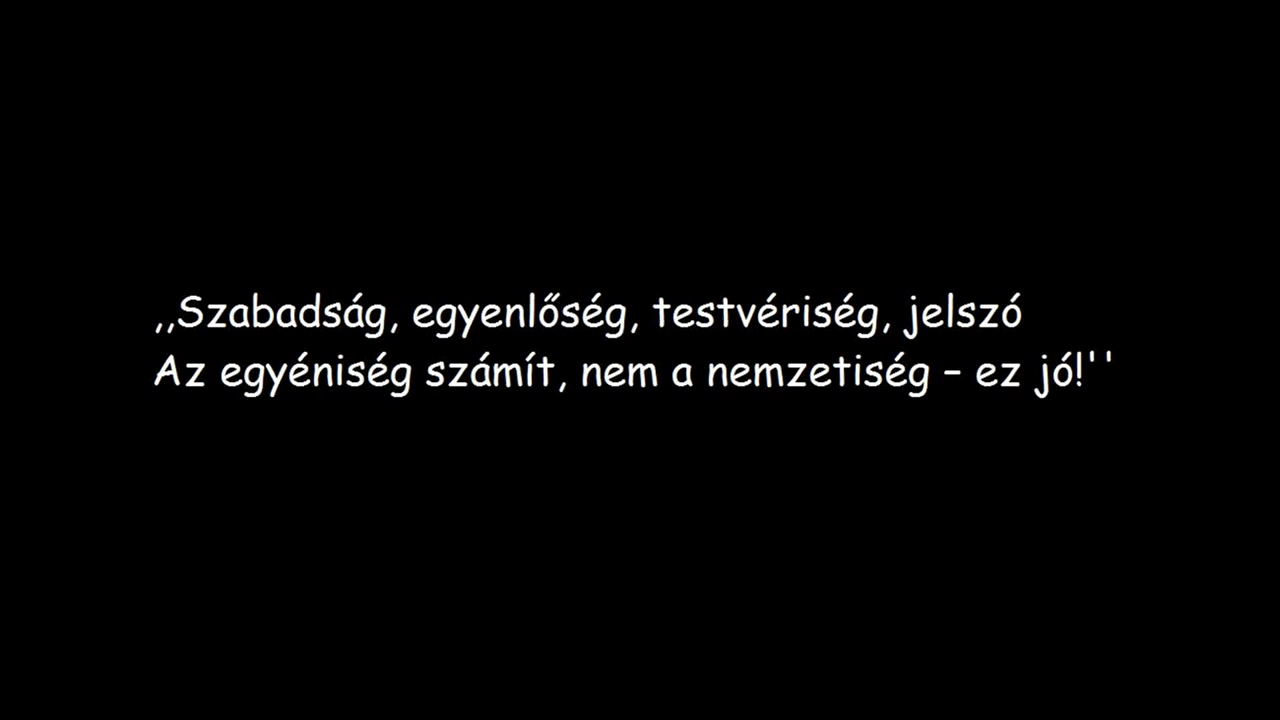 ,,Szabadság, egyenlőség, testvériség, jelszó
Az egyéniség számít, nem a nemzetiség – ez jó!''